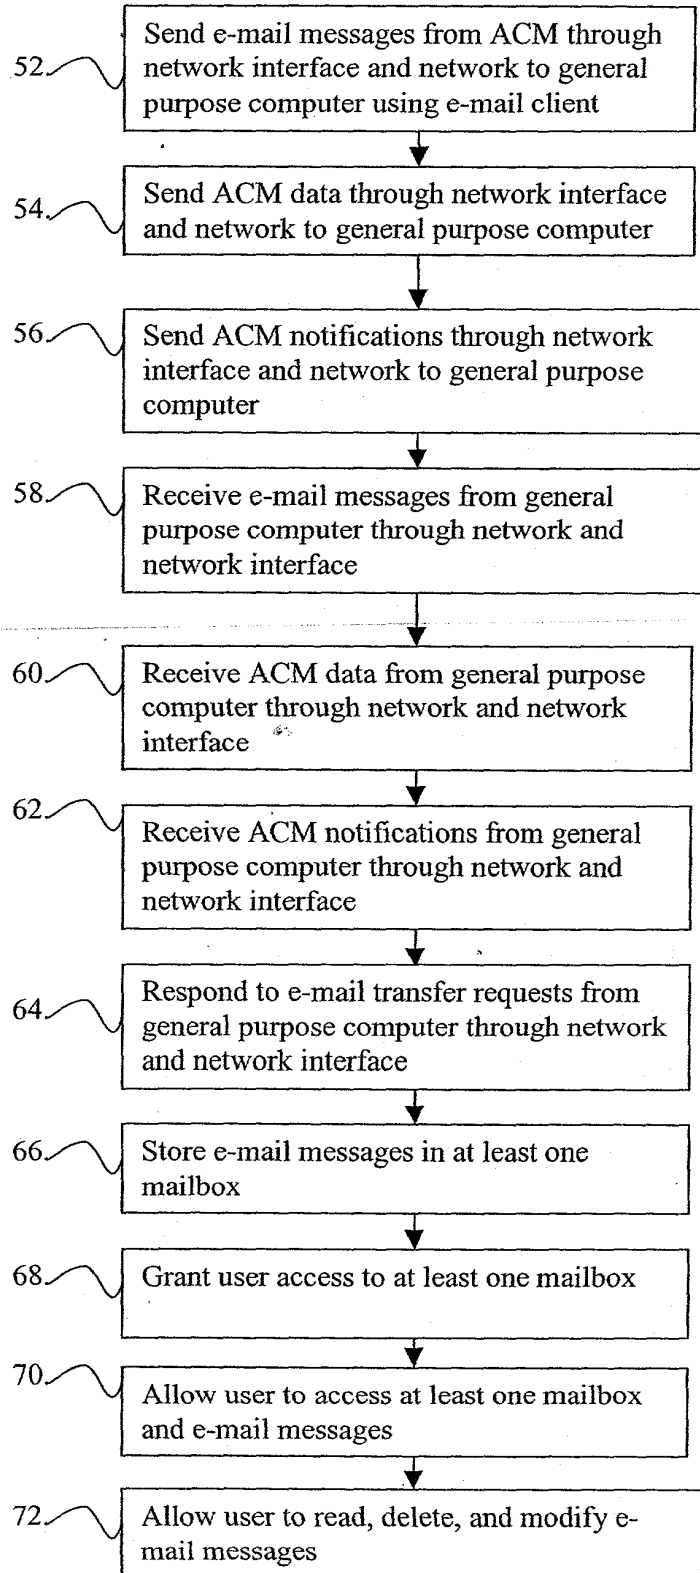 52.
Send e-mail messages from ACM through
network interface and network to general
purpose computer using e-mail client
54.
Send ACM data through network interface
and network to general purpose computer
56.
Send ACM notifications through network
interface and network to general purpose
computer
58.
Receive e-mail messages from general
purpose computer through network and
network interface
60.
Receive ACM data from general purpose
computer through network and network
interface
62.
Receive ACM notifications from general
purpose computer through network and
network interface
64.
Respond to e-mail transfer requests from
general purpose computer through network
and network interface
66.
Store e-mail messages in at least one
mailbox
68.
Grant user access to at least one mailbox
70.
Allow user to access at least one mailbox
and e-mail messages
72.
Allow user to read, delete, and modify e-
mail messages